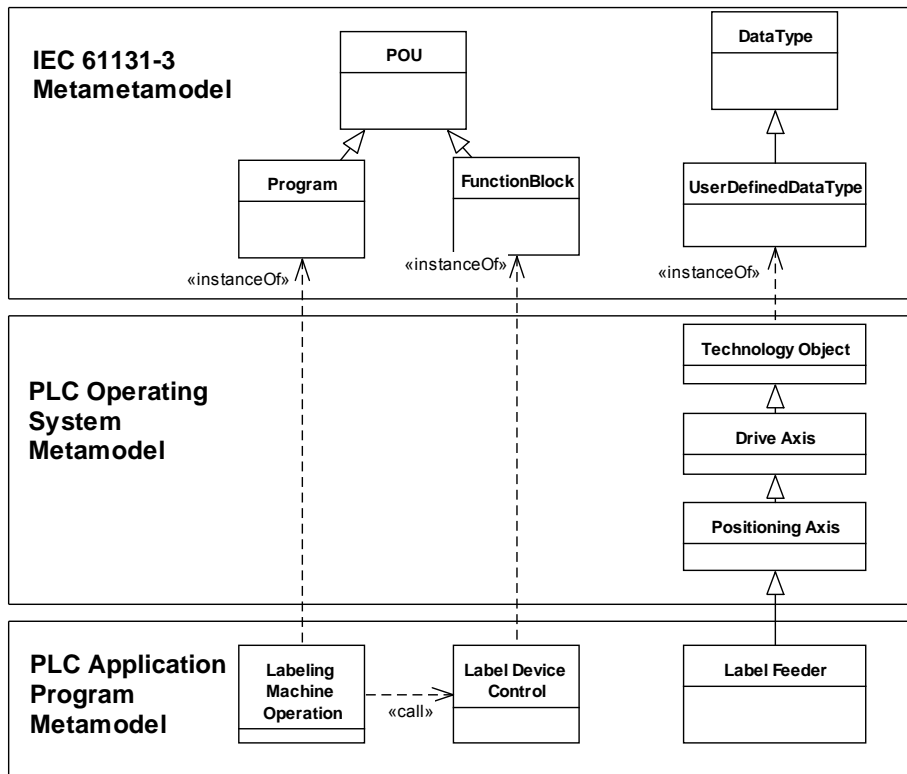 IEC 61131-3
Metametamodel
POU
DataType
Program
FunctionBlock
UserDefinedDataType
«instanceOf»
«instanceOf»
«instanceOf»
PLC Operating
System
Metamodel
Technology Object
Drive Axis
Positioning Axis
PLC Application
Program
Metamodel
Labeling
Machine
Operation
«call»
Label Device
Control
Label Feeder